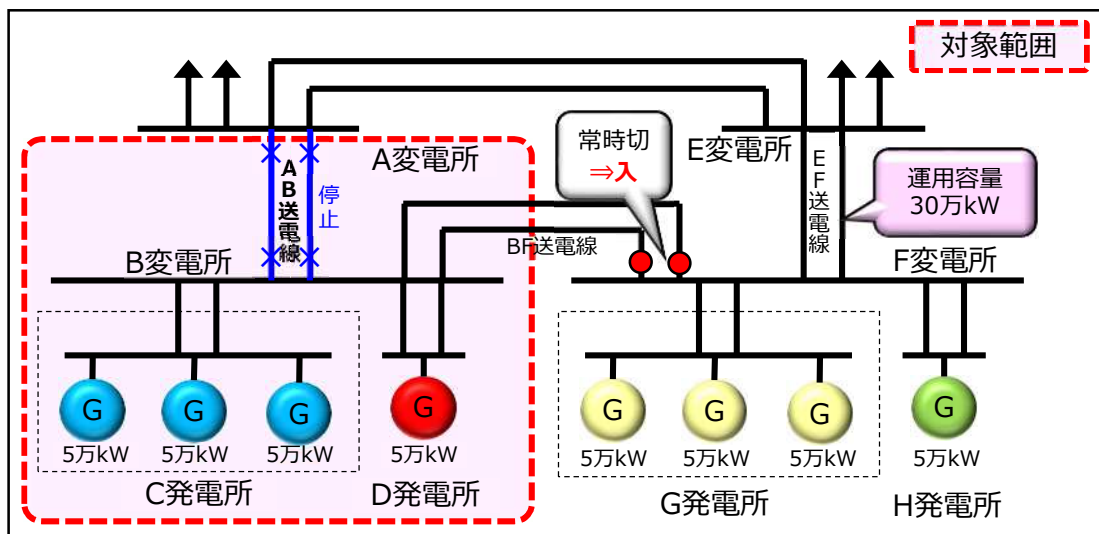 対象範囲
常時切
⇒入
A変電所
E変電所
AB送電線
停止
EF送電線
運用容量
30万kW
BF送電線
B変電所
F変電所
G
G
G
G
G
G
G
G
5万kW
5万kW
5万kW
5万kW
5万kW
5万kW
5万kW
5万kW
C発電所
D発電所
G発電所
H発電所